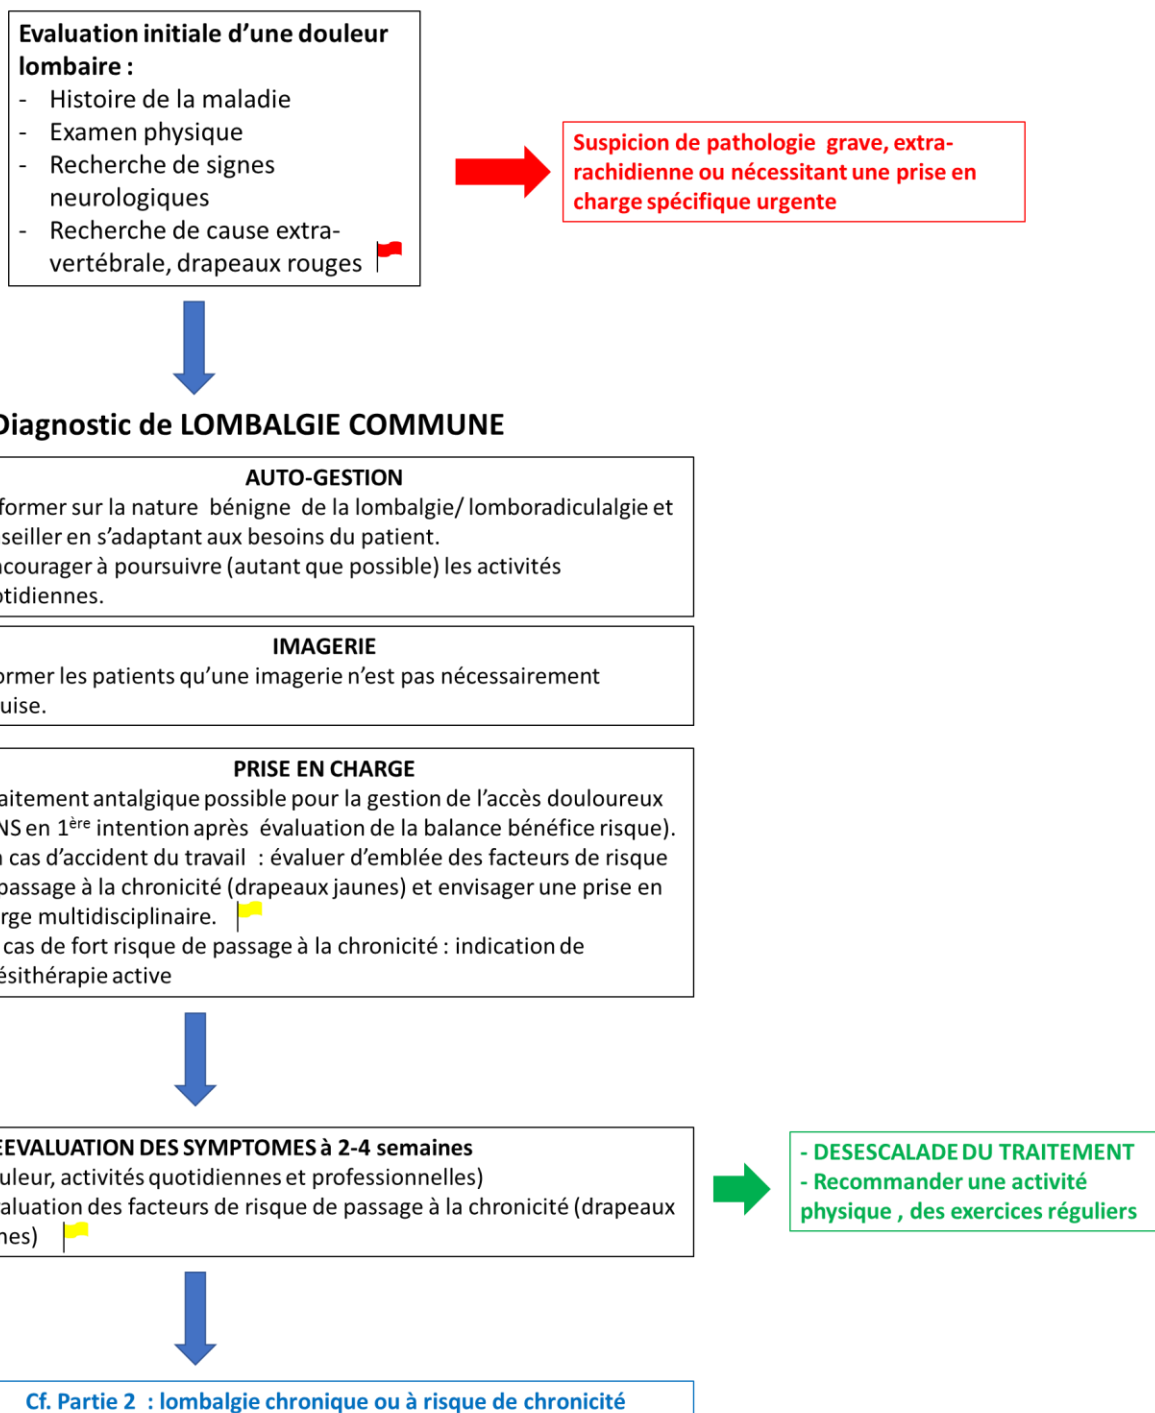 Evaluation initiale d’une douleur
lombaire :
- Histoire de la maladie
- Examen physique
- Recherche de signes
neurologiques
- Recherche de cause extra-
vertébrale, drapeaux rouges
Suspicion de pathologie grave, extra-
rachidienne ou nécessitant une prise en
charge spécifique urgente
Diagnostic de LOMBALGIE COMMUNE
AUTO-GESTION
former sur la nature bénigne de la lombalgie/ lomboradiculalgie et
seiller en s’adaptant aux besoins du patient.
ncourager à poursuivre (autant que possible) les activités
otidiennes.
IMAGERIE
ormer les patients qu’une imagerie n’est pas nécessairement
uise.
PRISE EN CHARGE
aitement antalgique possible pour la gestion de l’accès douloureux
NS en 1ère intention après évaluation de la balance bénéfice risque).
n cas d’accident du travail : évaluer d’emblée des facteurs de risque
passage à la chronicité (drapeaux jaunes) et envisager une prise en
rge multidisciplinaire.
cas de fort risque de passage à la chronicité : indication de
ésithérapie active
EEVALUATION DES SYMPTOMES à 2-4 semaines
uleur, activités quotidiennes et professionnelles)
aluation des facteurs de risque de passage à la chronicité (drapeaux
nes)
- DESESCALADE DU TRAITEMENT
- Recommander une activité
physique , des exercices réguliers
Cf. Partie 2 : lombalgie chronique ou à risque de chronicité